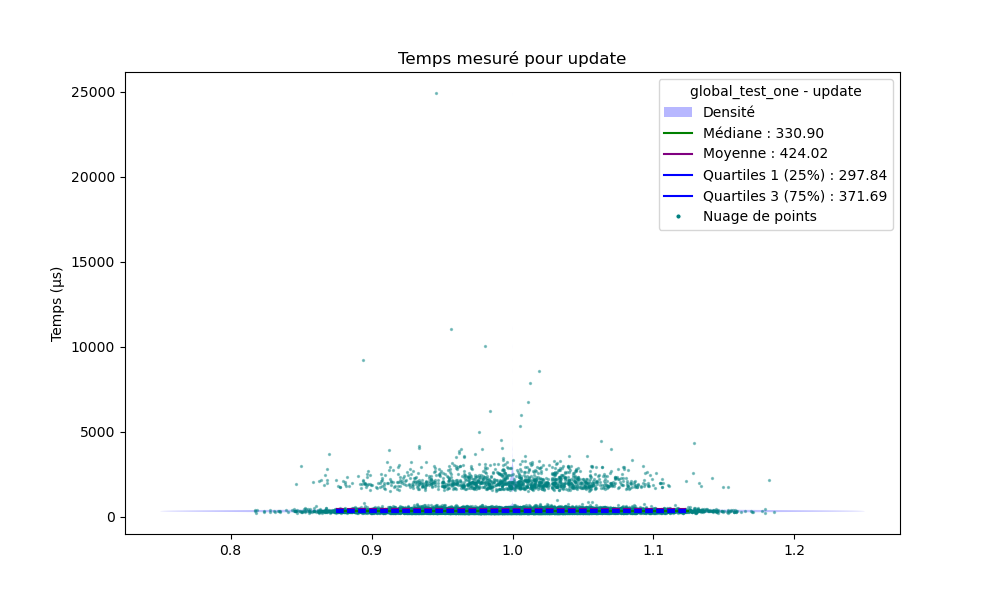 Temps mesuré pour update
global_test_one - update
Densité
Médiane : 330.90
Moyenne : 424.02
Quartiles 1 (25%) : 297.84
Quartiles 3 (75%) : 371.69
Nuage de points
Temps (µs)
25000
20000
15000
10000
5000
0
0.8 0.9 1.0 1.1 1.2